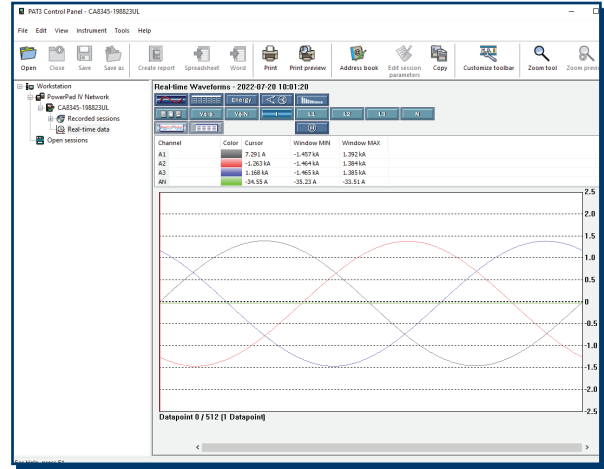 PAT3 Control Panel - CA8345-198823UL
File Edit View Instrument Tools Help
Open Close Save Save as Create report Spreadsheet Word Print Print preview Address book Edit session parameters Copy Customize toolbar Zoom tool Zoom previ
Workstation
PowerPad IV Network
CA8345-198823UL
Recorded sessions
Real-time data
Open sessions
Real-time Waveforms - 2022-07-20 10:01:20
Energy
L1 L2 L3 N
Channel Color Cursor Window MIN Window MAX
A1 7.291 A -1.457 kA 1.392 kA
A2 -1.263 kA -1.464 kA 1.384 kA
A3 1.168 kA -1.465 kA 1.385 kA
AN -34.55 A -35.23 A -33.51 A
2.5
2.0
1.5
1.0
0.5
0
-0.5
-1.0
-1.5
-2.0
-2.5
Datapoint 0 / 512 (1 Datapoint)